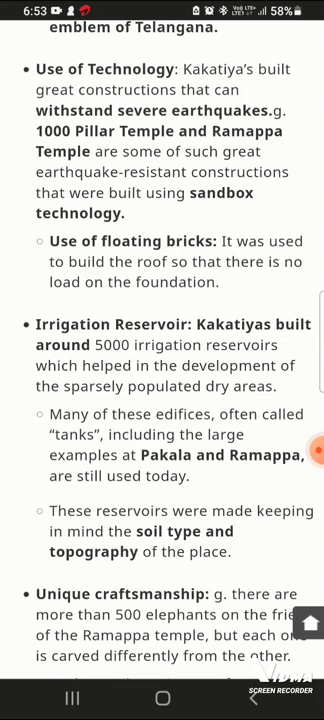 6:53
Vo9 LTE+
LTE1
58%
emblem of Telangana.
• Use of Technology: Kakatiya's built
great constructions that can
withstand severe earthquakes.g.
1000 Pillar Temple and Ramappa
Temple are some of such great
earthquake-resistant constructions
that were built using sandbox
technology.
○ Use of floating bricks: It was used
to build the roof so that there is no
load on the foundation.
• Irrigation Reservoir: Kakatiyas built
around 5000 irrigation reservoirs
which helped in the development of
the sparsely populated dry areas.
○ Many of these edifices, often called
“tanks”, including the large
examples at Pakala and Ramappa,
are still used today.
○ These reservoirs were made keeping
in mind the soil type and
topography of the place.
• Unique craftsmanship: g. there are
more than 500 elephants on the frie
of the Ramappa temple, but each one
is carved differently from the other.
VIDMA
SCREEN RECORDER